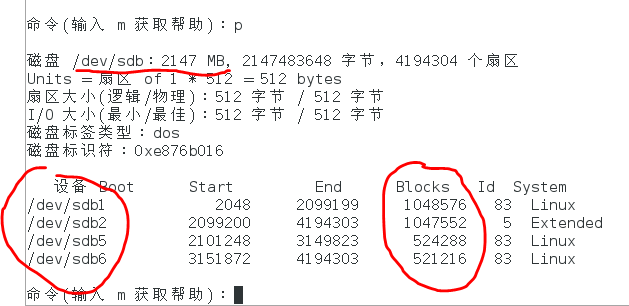 命令(输入 m 获取帮助)：p
磁盘 /dev/sdb：2147 MB, 2147483648 字节，4194304 个扇区
Units = 扇区 of 1 * 512 = 512 bytes
扇区大小(逻辑/物理)：512 字节 / 512 字节
I/O 大小(最小/最佳)：512 字节 / 512 字节
磁盘标签类型：dos
磁盘标识符：0xe876b016
设备 Boot Start End Blocks Id System
/dev/sdb1 2048 2099199 1048576 83 Linux
/dev/sdb2 2099200 4194303 1047552 5 Extended
/dev/sdb5 2101248 3149823 524288 83 Linux
/dev/sdb6 3151872 4194303 521216 83 Linux
命令(输入 m 获取帮助)：